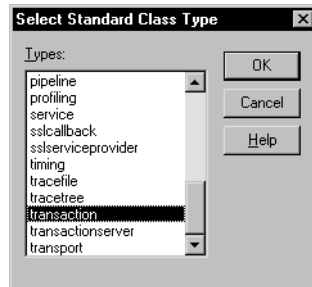 Select Standard Class Type
Types:
pipeline
profiling
service
sslcallback
sslserviceprovider
timing
tracefile
tracetree
transaction
transactionserver
transport
OK
Cancel
Help